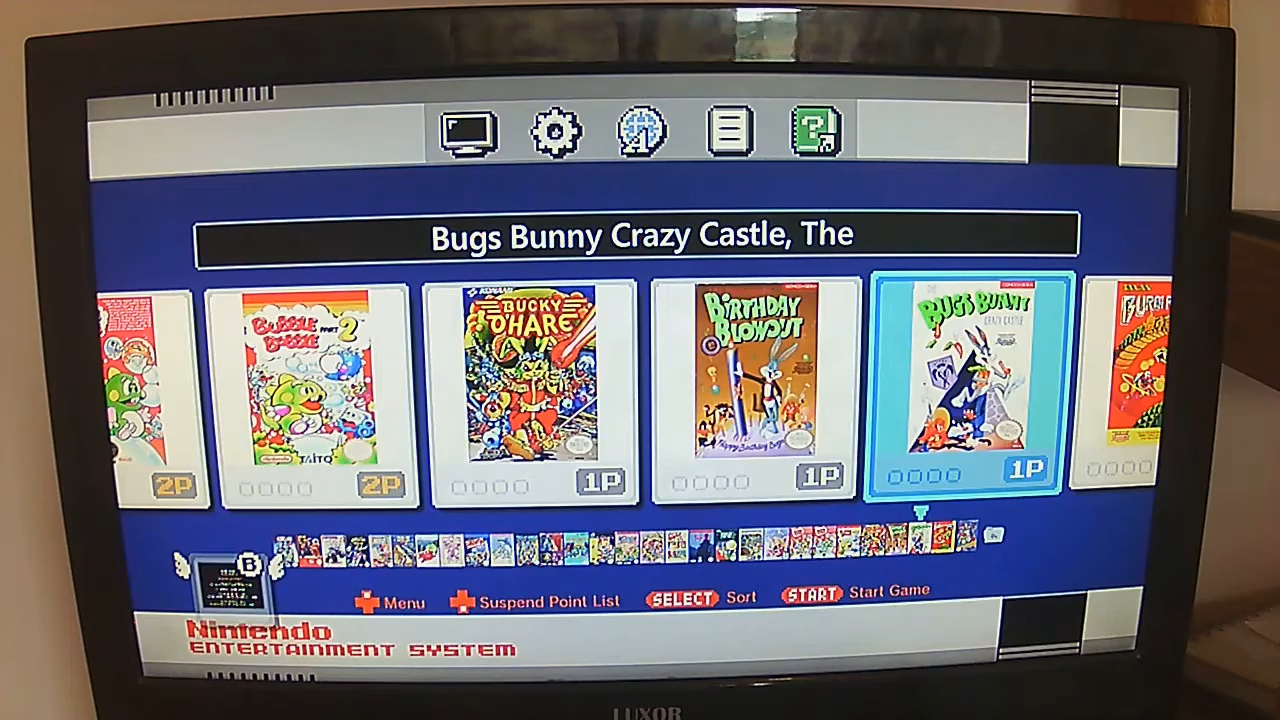 Bugs Bunny Crazy Castle, The
BUBBLE BOBBLE PART 2
TAITO
2P
2P
KONAMI
BUCKY O'HARE
1P
BIRTHDAY BLOWOUT
Happy Birthday Bugs
1P
BUGS BUNNY
CRAZY CASTLE
1P
B
Menu
Suspend Point List
SELECT Sort
START Start Game
Nintendo
ENTERTAINMENT SYSTEM
LUXOR